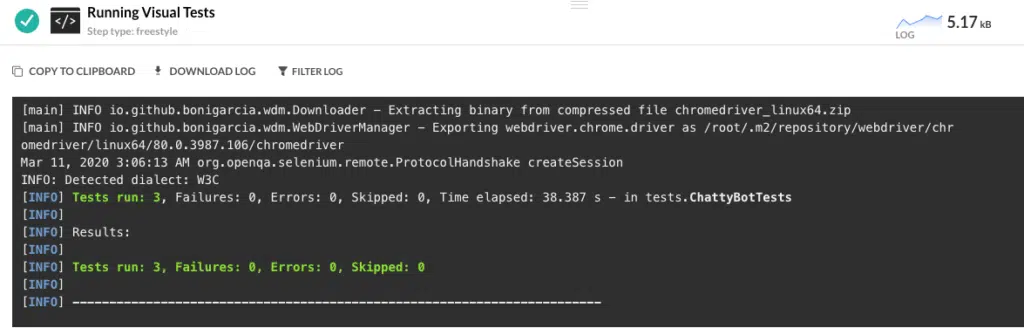 Running Visual Tests
Step type: freestyle
LOG
5.17 kB
COPY TO CLIPBOARD DOWNLOAD LOG FILTER LOG
[main] INFO io.github.bonigarcia.wdm.Downloader - Extracting binary from compressed file chromedriver_linux64.zip
[main] INFO io.github.bonigarcia.wdm.WebDriverManager - Exporting webdriver.chrome.driver as /root/.m2/repository/webdriver/chr
omedriver/linux64/80.0.3987.106/chromedriver
Mar 11, 2020 3:06:13 AM org.openqa.selenium.remote.ProtocolHandshake createSession
INFO: Detected dialect: W3C
[INFO] Tests run: 3, Failures: 0, Errors: 0, Skipped: 0, Time elapsed: 38.387 s - in tests.ChattyBotTests
[INFO]
[INFO] Results:
[INFO]
[INFO] Tests run: 3, Failures: 0, Errors: 0, Skipped: 0
[INFO]
[INFO] ------------------------------------------------------------------------